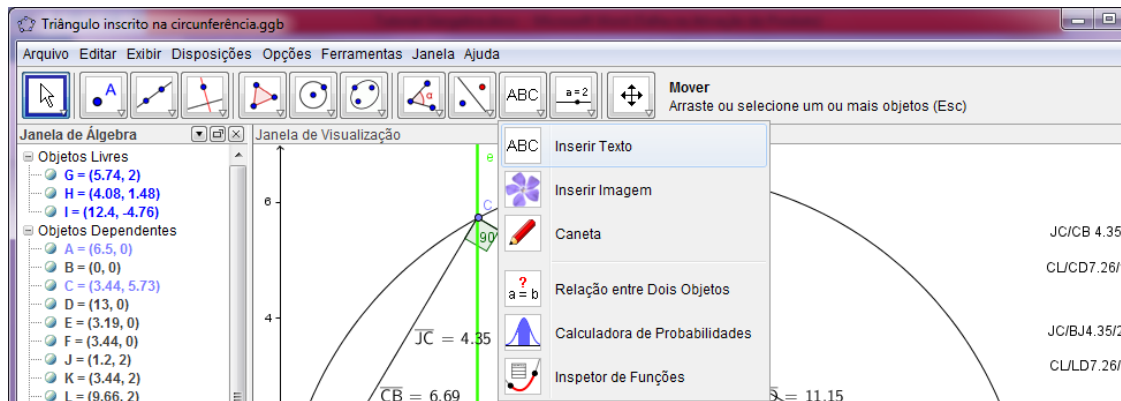 Triângulo inscrito na circunferência.ggb
Arquivo Editar Exibir Disposições Opções Ferramentas Janela Ajuda
A
α
ABC
a=2
Mover
Arraste ou selecione um ou mais objetos (Esc)
Janela de Álgebra
Janela de Visualização
Objetos Livres
G = (5.74, 2)
H = (4.08, 1.48)
I = (12.4, -4.76)
Objetos Dependentes
A = (6.5, 0)
B = (0, 0)
C = (3.44, 5.73)
D = (13, 0)
E = (3.19, 0)
F = (3.44, 0)
J = (1.2, 2)
K = (3.44, 2)
L = (9.66, 2)
6
4
e
C
90
JC = 4.35
CB = 6.69
= 11.15
ABC Inserir Texto
Inserir Imagem
Caneta
? a = b Relação entre Dois Objetos
Calculadora de Probabilidades
Inspetor de Funções
JC/CB 4.35
CL/CD7.26/
JC/BJ4.35/2
CL/LD7.26/